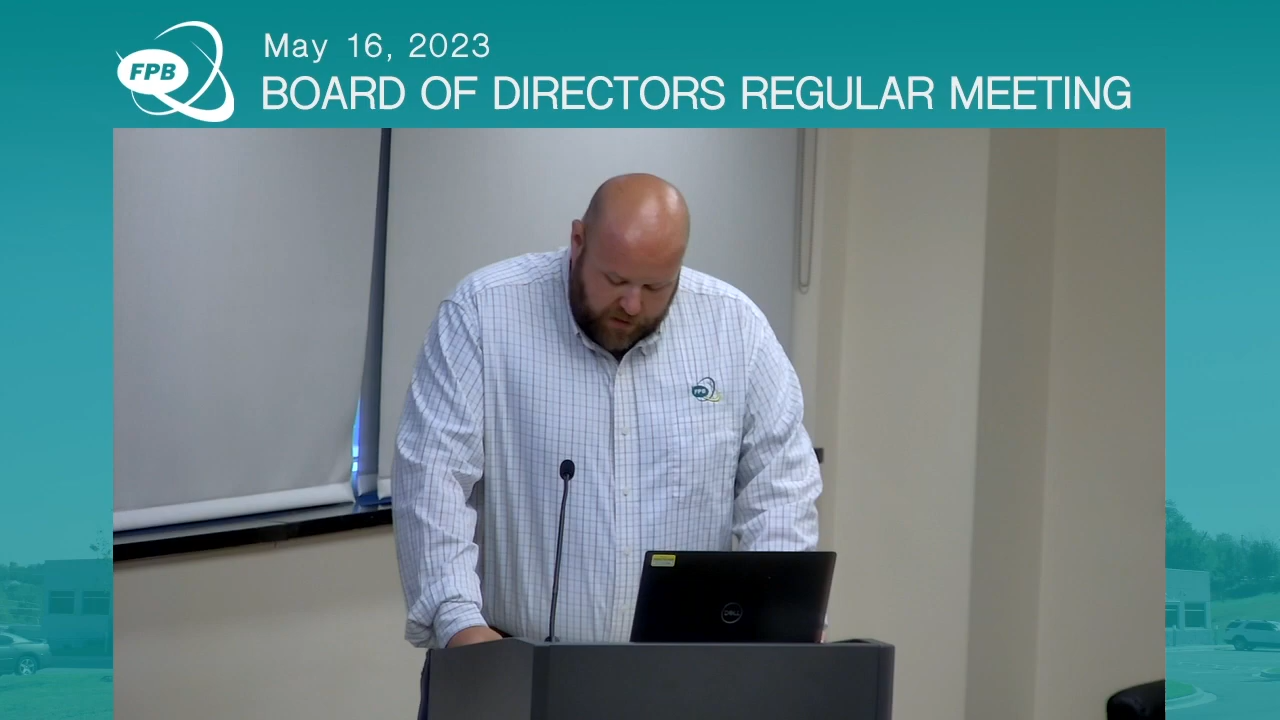 May 16, 2023
FPB
BOARD OF DIRECTORS REGULAR MEETING
FPB
DELL